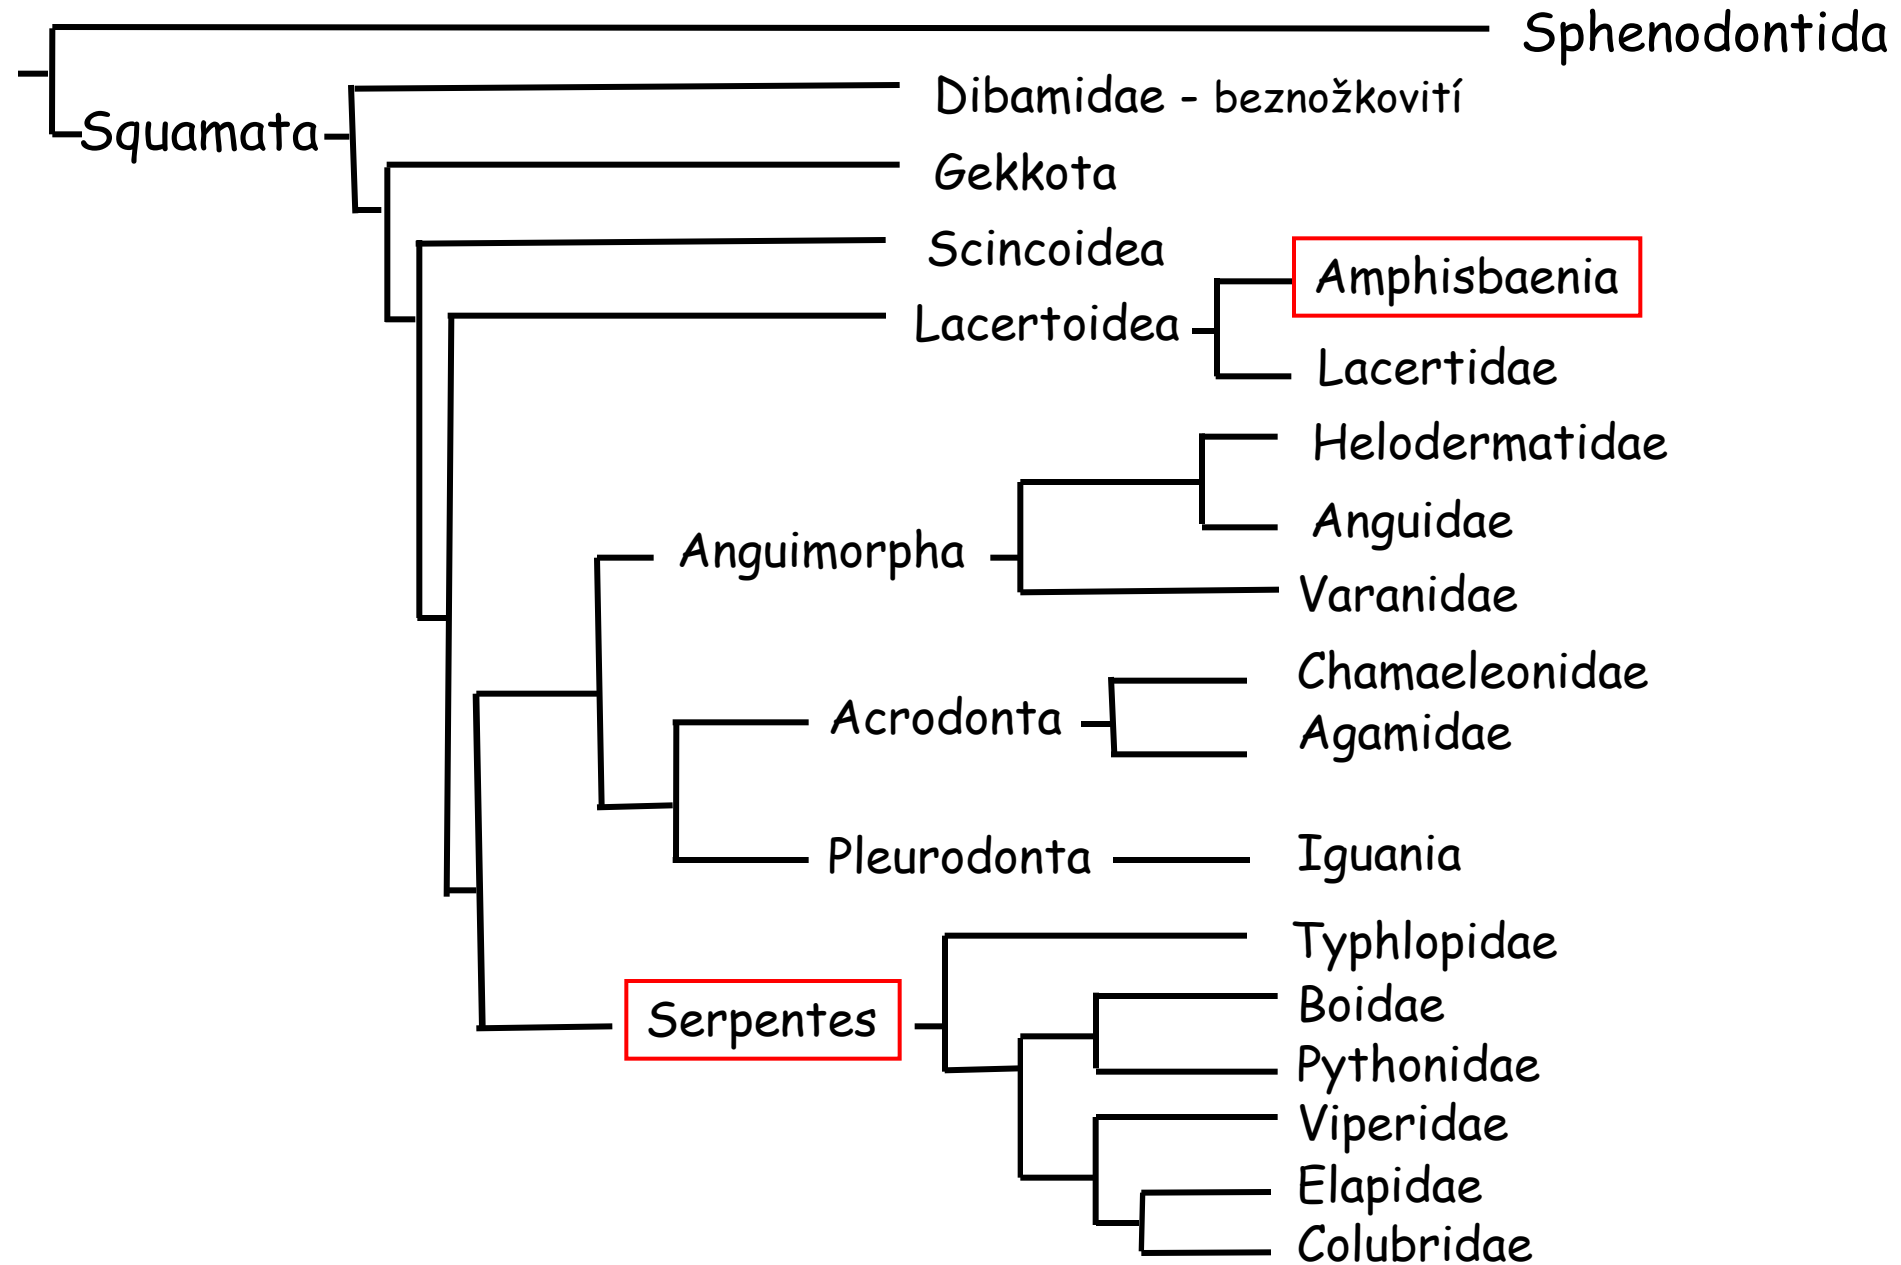 Sphenodontida
Dibamidae - beznožkovití
Squamata
Gekkota
Scincoidea
Amphisbaenia
Lacertoidea
Lacertidae
Helodermatidae
Anguidae
Anguimorpha
Varanidae
Chamaeleonidae
Acrodonta
Agamidae
Pleurodonta
Iguania
Typhlopidae
Boidae
Serpentes
Pythonidae
Viperidae
Elapidae
Colubridae